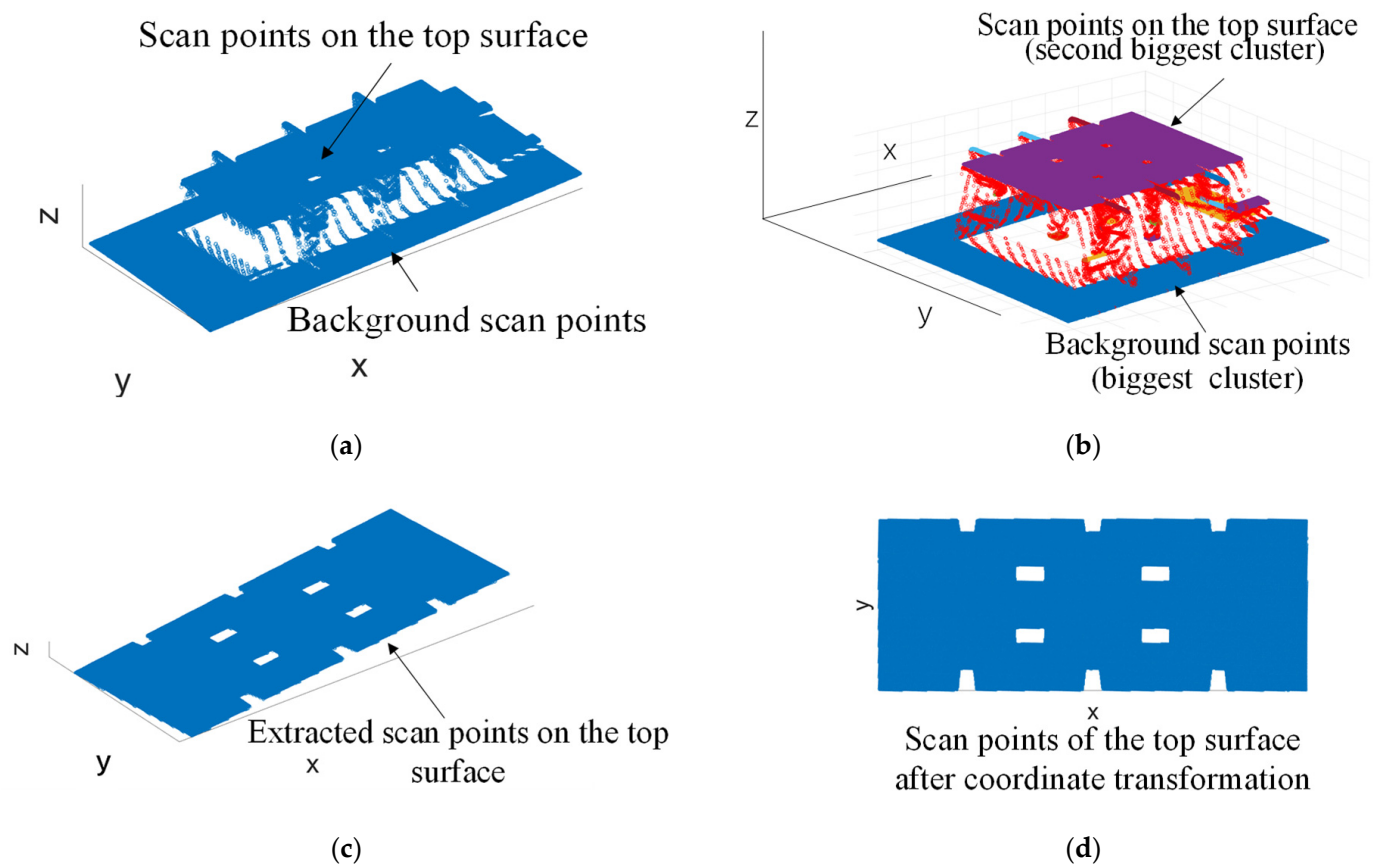 Scan points on the top surface
z
Background scan points
y
x
(a)
Scan points on the top surface
(second biggest cluster)
z
x
y
Background scan points
(biggest cluster)
(b)
z
y
x
Extracted scan points on the top
surface
(c)
y
x
Scan points of the top surface
after coordinate transformation
(d)